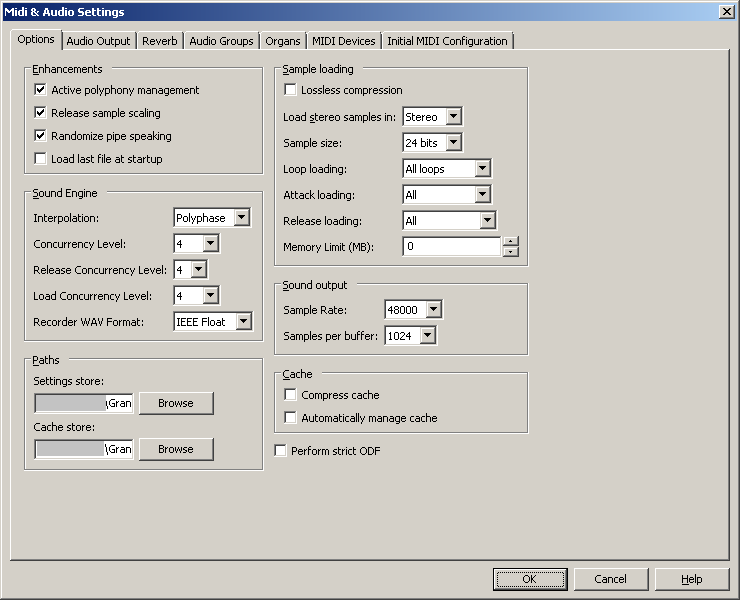 Midi & Audio Settings
Options
Audio Output
Reverb
Audio Groups
Organs
MIDI Devices
Initial MIDI Configuration
Enhancements
Active polyphony management
Release sample scaling
Randomize pipe speaking
Load last file at startup
Sound Engine
Interpolation: Polyphase
Concurrency Level: 4
Release Concurrency Level: 4
Load Concurrency Level: 4
Recorder WAV Format: IEEE Float
Paths
Settings store:
\Gran Browse
Cache store:
\Gran Browse
Sample loading
Lossless compression
Load stereo samples in: Stereo
Sample size: 24 bits
Loop loading: All loops
Attack loading: All
Release loading: All
Memory Limit (MB): 0
Sound output
Sample Rate: 48000
Samples per buffer: 1024
Cache
Compress cache
Automatically manage cache
Perform strict ODF
OK
Cancel
Help